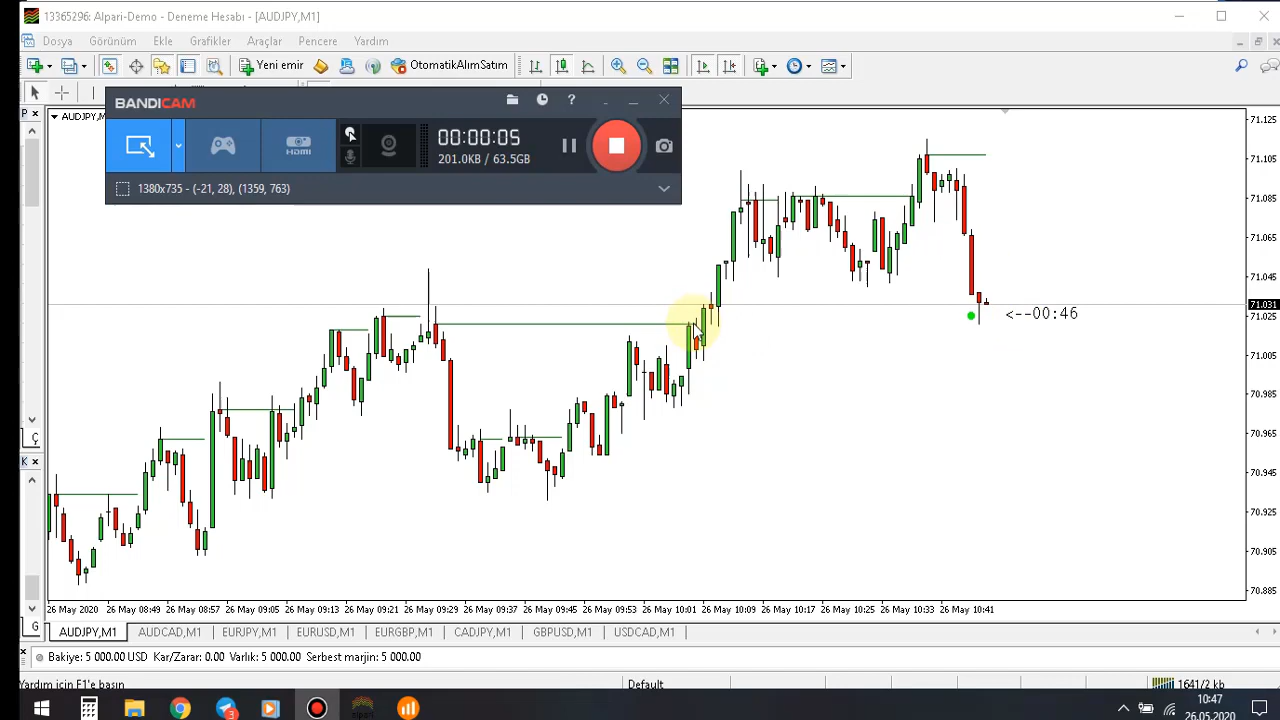 13365296: Alpari-Demo - Deneme Hesabı - [AUDJPY,M1]
Dosya Görünüm Ekle Grafikler Araçlar Pencere Yardım
Yeni emir OtomatikAlımSatım
BANDICAM
00:00:05
201.0KB / 63.5GB
HDMI
1380x735 - (-21, 28), (1359, 763)
P
AUDJPY,M
71.125
71.105
71.085
71.065
71.045
71.031
71.025
71.005
70.985
70.965
70.945
70.925
70.905
70.885
<--00:46
Ç
K
G
26 May 2020 26 May 08:49 26 May 08:57 26 May 09:05 26 May 09:13 26 May 09:21 26 May 09:29 26 May 09:37 26 May 09:45 26 May 09:53 26 May 10:01 26 May 10:09 26 May 10:17 26 May 10:25 26 May 10:33 26 May 10:41
AUDJPY,M1 AUDCAD,M1 EURJPY,M1 EURUSD,M1 EURGBP,M1 CADJPY,M1 GBPUSD,M1 USDCAD,M1
Bakiye: 5 000.00 USD Kar/Zarar: 0.00 Varlık: 5 000.00 Serbest marjin: 5 000.00
Yardım için F1'e basın Default 1641/2 kb
3
10:47
26.05.2020